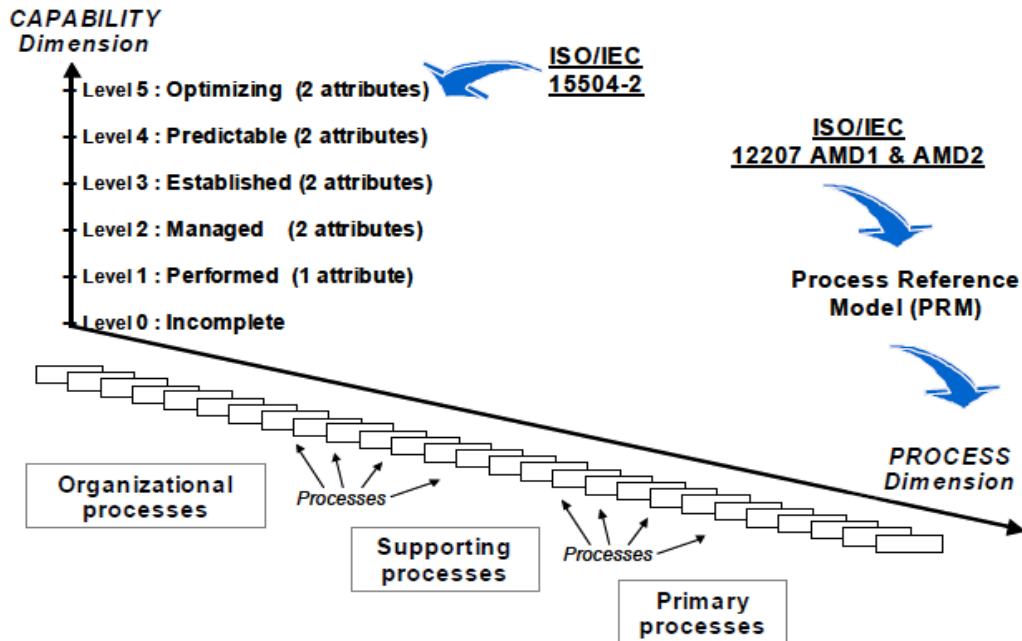 CAPABILITY
Dimension
ISO/IEC
15504-2
Level 5 : Optimizing (2 attributes)
Level 4 : Predictable (2 attributes)
Level 3 : Established (2 attributes)
Level 2 : Managed (2 attributes)
Level 1 : Performed (1 attribute)
Level 0 : Incomplete
ISO/IEC
12207 AMD1 & AMD2
Process Reference
Model (PRM)
PROCESS
Dimension
Organizational
processes
Processes
Supporting
processes
Processes
Primary
processes